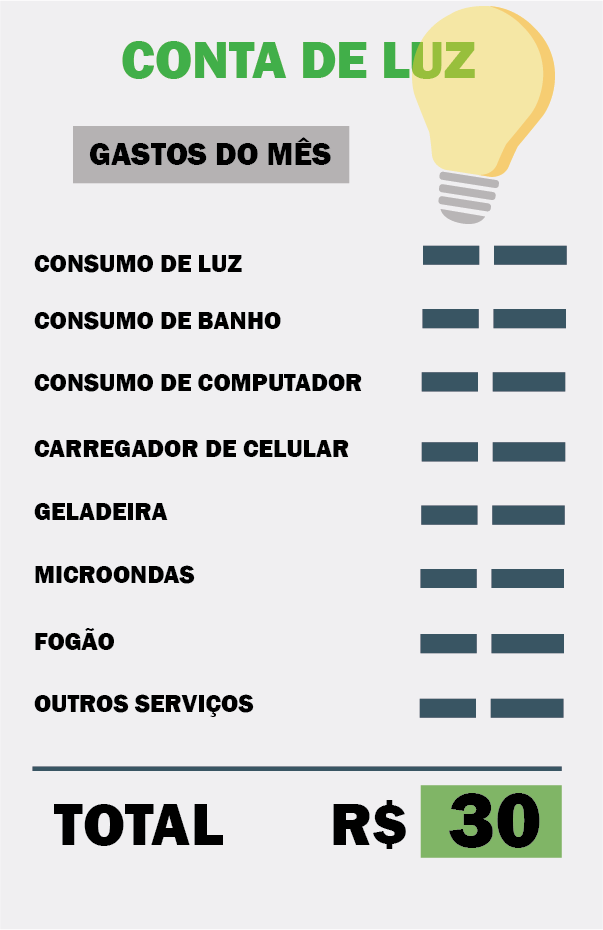 CONTA DE LUZ
GASTOS DO MÊS
CONSUMO DE LUZ
CONSUMO DE BANHO
CONSUMO DE COMPUTADOR
CARREGADOR DE CELULAR
GELADEIRA
MICROONDAS
FOGÃO
OUTROS SERVIÇOS
TOTAL R$ 30